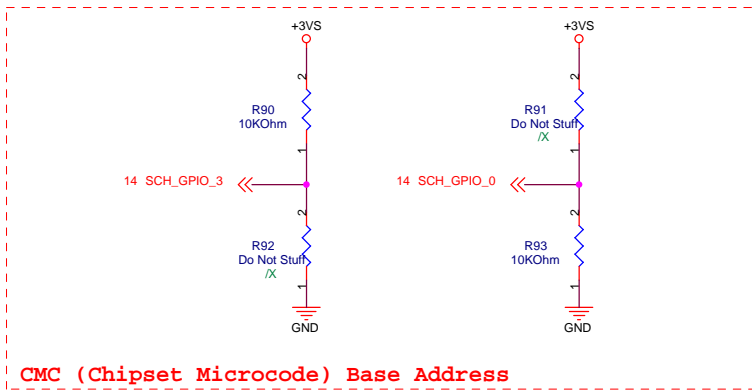 +3VS
+3VS
2
2
R90
10KOhm
R91
Do Not Stuff
/X
1
1
14 SCH_GPIO_3
14 SCH_GPIO_0
2
2
R92
Do Not Stuff
/X
R93
10KOhm
1
1
GND
GND
CMC (Chipset Microcode) Base Address